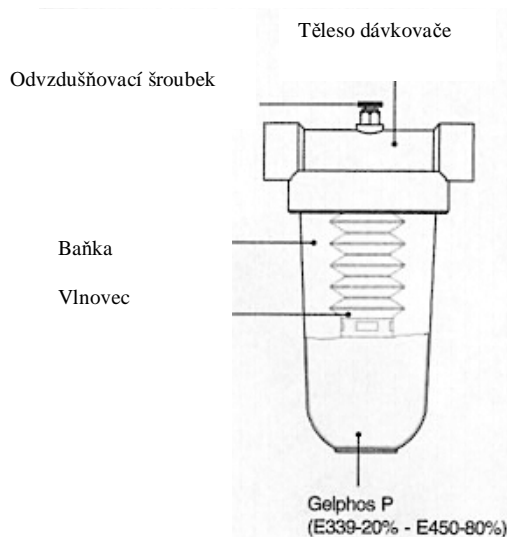 Těleso dávkovače
Odvzdušňovací šroubek
Baňka
Vlnovec
Gelphos P
(E339-20% - E450-80%)